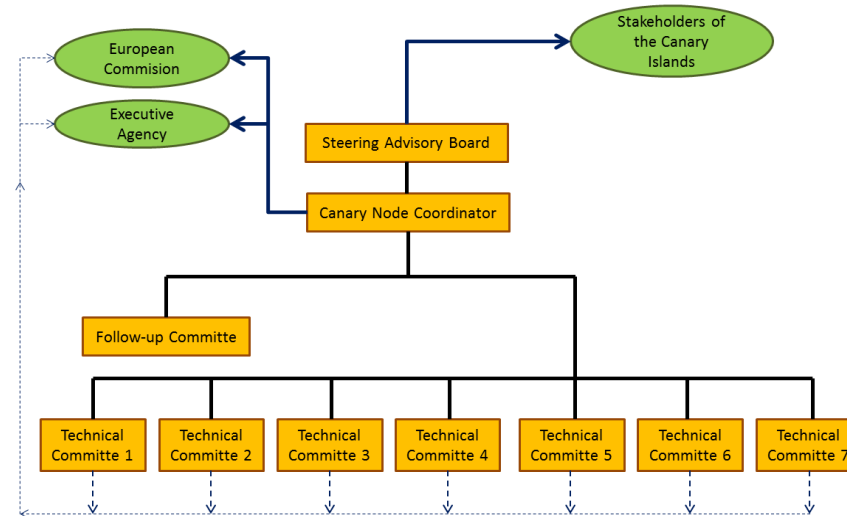 European
Commision
Stakeholders of
the Canary
Islands
Executive
Agency
Steering Advisory Board
Canary Node Coordinator
Follow-up Committe
Technical
Committe 1
Technical
Committe 2
Technical
Committe 3
Technical
Committe 4
Technical
Committe 5
Technical
Committe 6
Technical
Committe 7